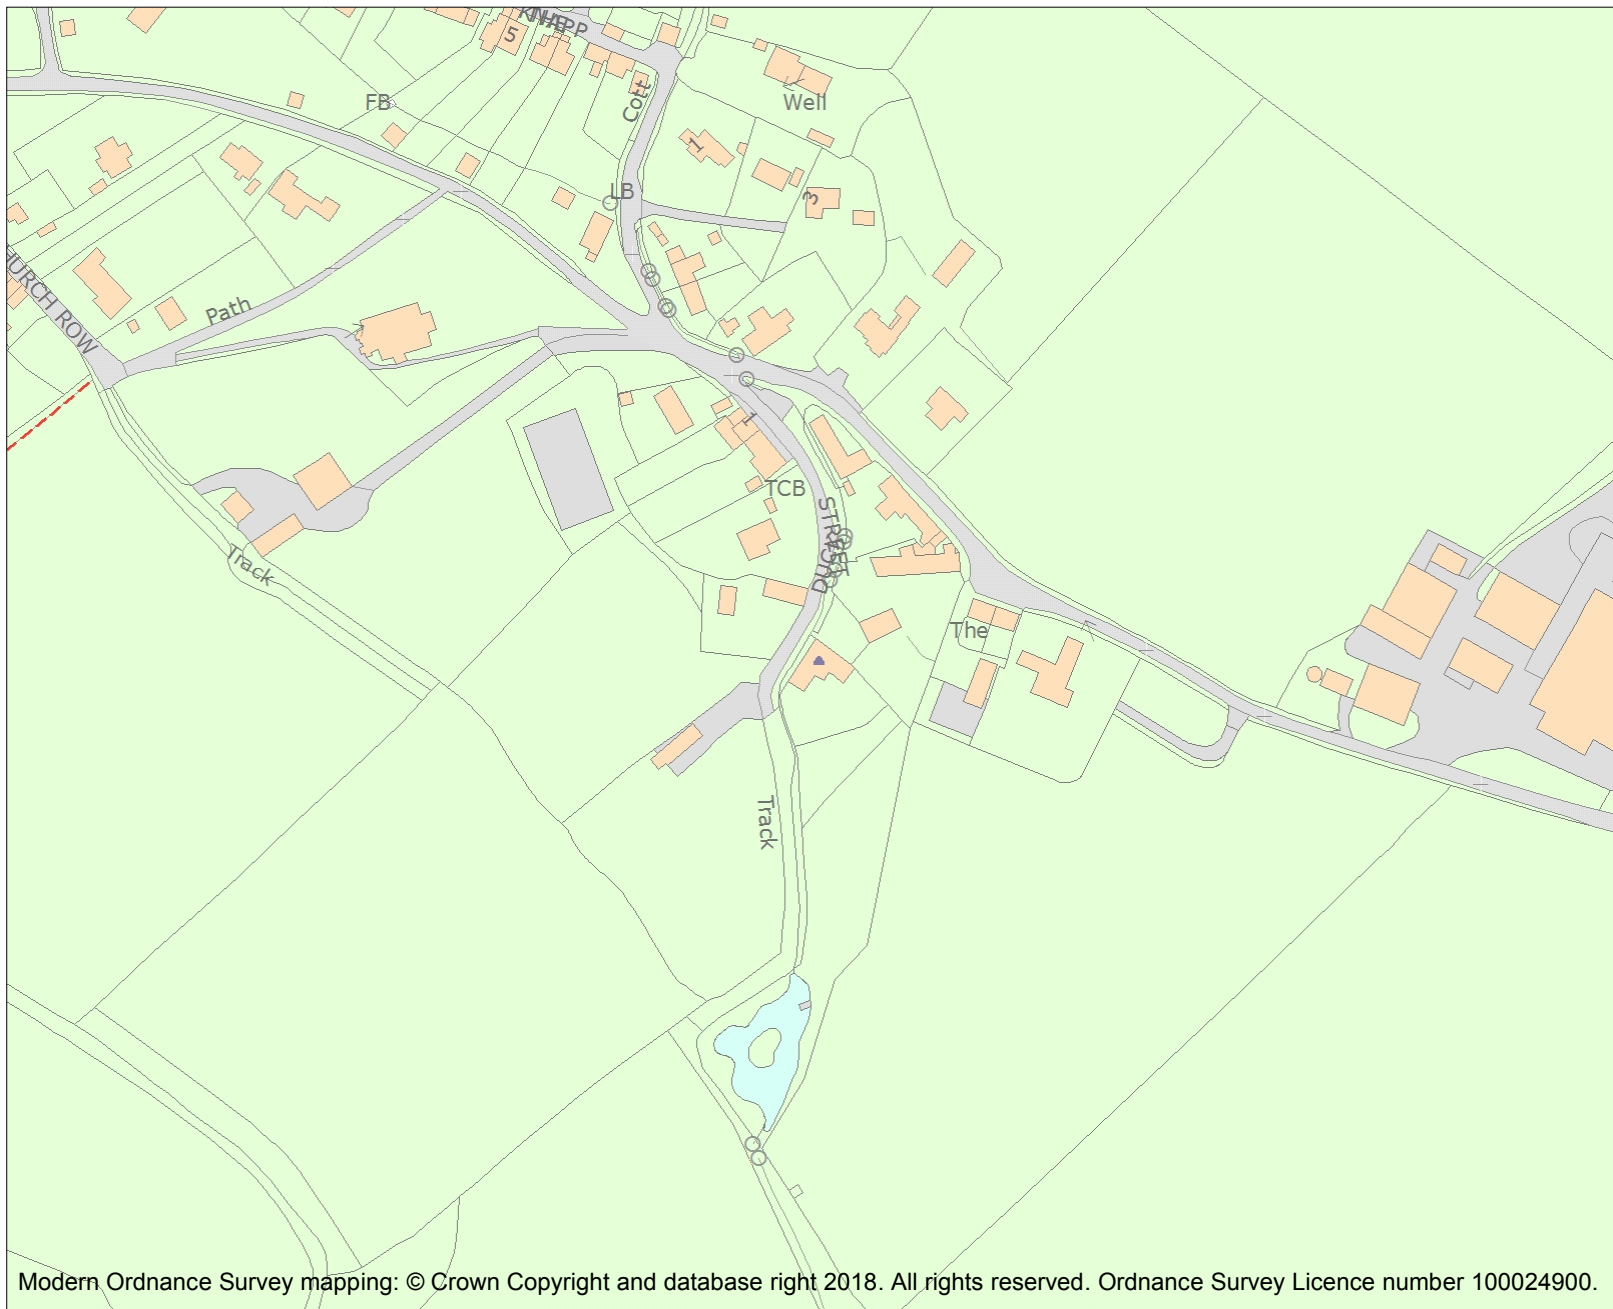 5
FB
Cott
Well
1
LB
3
CHURCH ROW
Path
1
TCB
DUCK STREET
Track
The
Track
Modern Ordnance Survey mapping: © Crown Copyright and database right 2018. All rights reserved. Ordnance Survey Licence number 100024900.